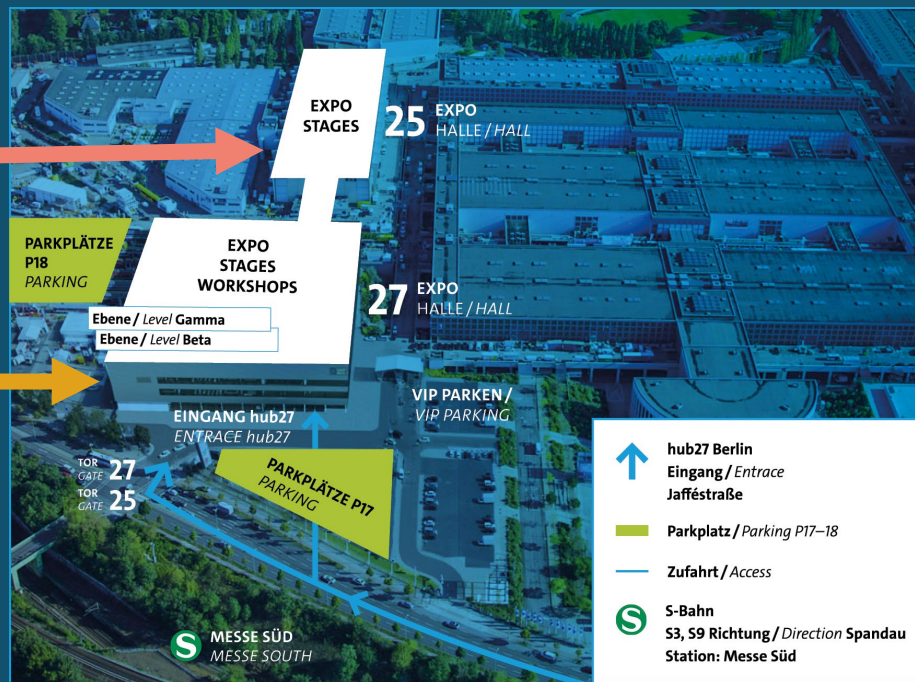 EXPO
STAGES
25 EXPO
HALLE / HALL
PARKPLÄTZE
P18
PARKING
EXPO
STAGES
WORKSHOPS
27 EXPO
HALLE / HALL
Ebene / Level Gamma
Ebene / Level Beta
VIP PARKEN /
VIP PARKING
EINGANG hub27
ENTRACE hub27
TOR
GATE 27
TOR
GATE 25
PARKPLÄTZE P17
PARKING
S MESSE SÜD
MESSE SOUTH
hub27 Berlin
Eingang / Entrace
Jafféstraße
Parkplatz / Parking P17–18
Zufahrt / Access
S S-Bahn
S3, S9 Richtung / Direction Spandau
Station: Messe Süd